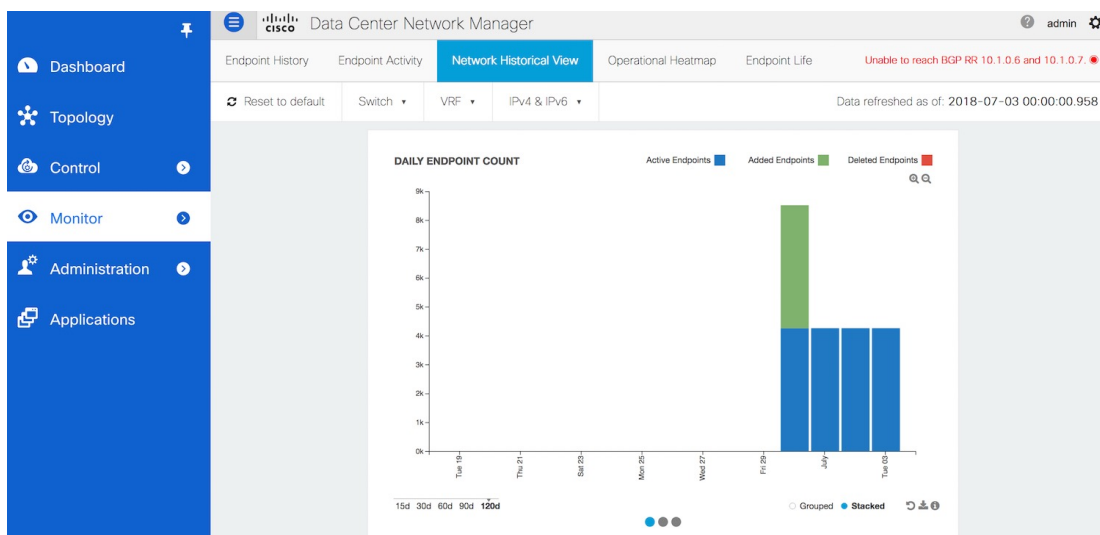 CISCO Data Center Network Manager
admin
Dashboard
Topology
Control
Monitor
Administration
Applications
Endpoint History Endpoint Activity Network Historical View Operational Heatmap Endpoint Life Unable to reach BGP RR 10.1.0.6 and 10.1.0.7.
Reset to default Switch VRF IPv4 & IPv6 Data refreshed as of: 2018-07-03 00:00:00.958
DAILY ENDPOINT COUNT Active Endpoints Added Endpoints Deleted Endpoints
9k
8k
7k
6k
5k
4k
3k
2k
1k
0k
Tue 19 Thu 21 Sat 23 Mon 25 Wed 27 Fri 29 July Tue 03
15d 30d 60d 90d 120d Grouped Stacked